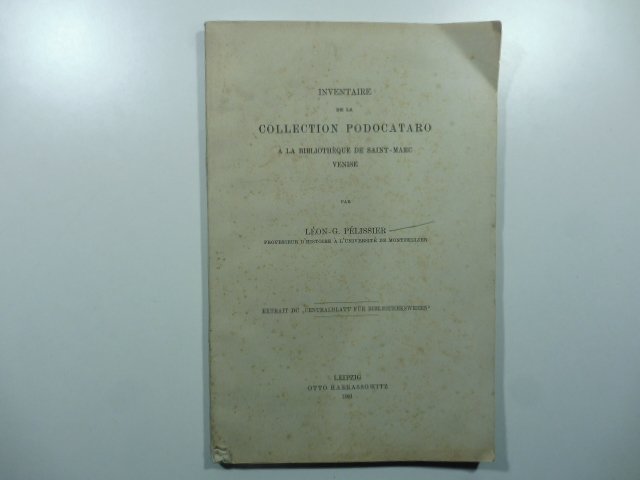 INVENTAIRE
DE LA
COLLECTION PODOCATARO
A LA BIBLIOTHÈQUE DE SAINT-MARC
VENISE
PAR
LÉON-G. PÉLISSIER
PROFESSEUR D'HISTOIRE A L'UNIVERSITÉ DE MONTPELLIER
EXTRAIT DU „CENTRALBLATT FÜR BIBLIOTHEKSWESEN“
LEIPZIG
OTTO HARRASSOWITZ
1901